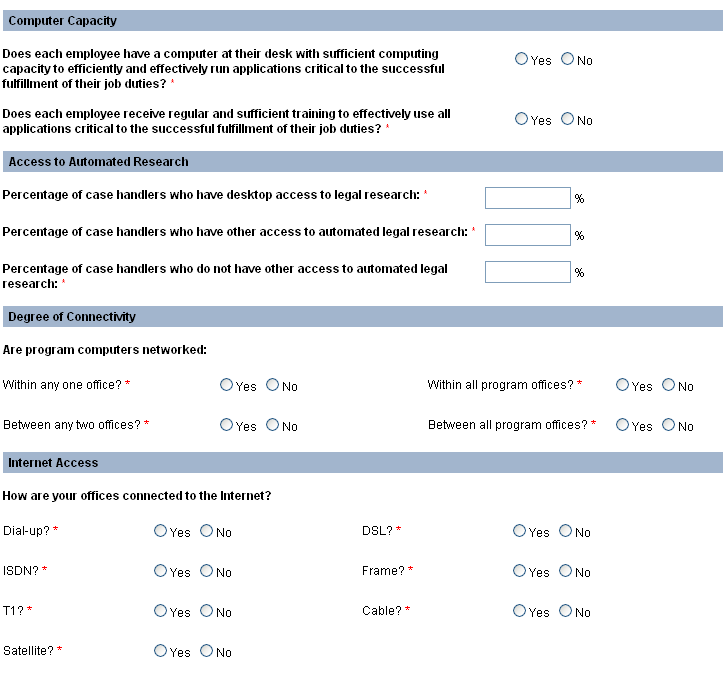 Computer Capacity
Does each employee have a computer at their desk with sufficient computing
capacity to efficiently and effectively run applications critical to the successful
fulfillment of their job duties? *
Yes No
Does each employee receive regular and sufficient training to effectively use all
applications critical to the successful fulfillment of their job duties? *
Yes No
Access to Automated Research
Percentage of case handlers who have desktop access to legal research: *
%
Percentage of case handlers who have other access to automated legal research: *
%
Percentage of case handlers who do not have other access to automated legal
research: *
%
Degree of Connectivity
Are program computers networked:
Within any one office? * Yes No Within all program offices? * Yes No
Between any two offices? * Yes No Between all program offices? * Yes No
Internet Access
How are your offices connected to the Internet?
Dial-up? * Yes No DSL? * Yes No
ISDN? * Yes No Frame? * Yes No
T1? * Yes No Cable? * Yes No
Satellite? * Yes No